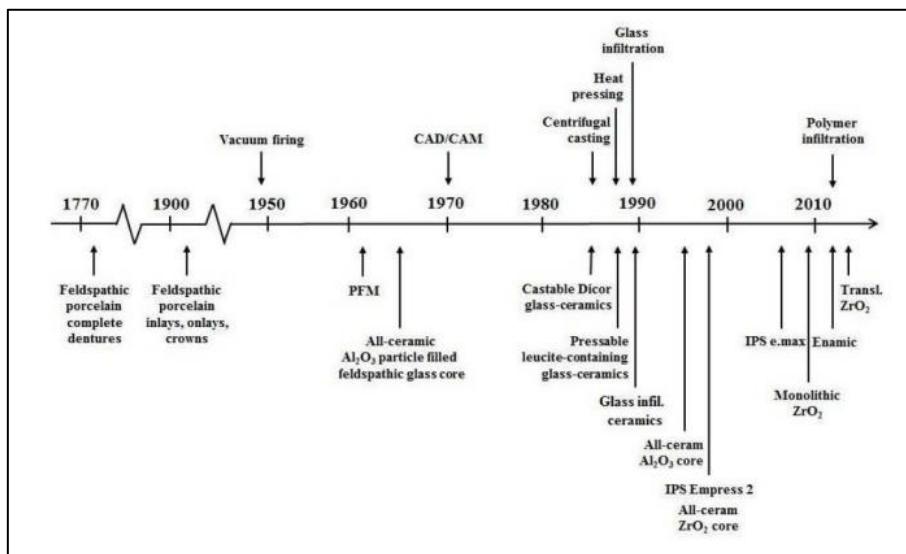 Glass
infiltration
Heat
pressing
Centrifugal
casting
Vacuum firing
CAD/CAM
Polymer
infiltration
1770 1900 1950 1960 1970 1980 1990 2000 2010
Feldspathic
porcelain
complete
dentures
Feldspathic
porcelain
inlays, onlays,
crowns
PFM
All-ceramic
Al₂O₃ particle filled
feldspathic glass core
Castable Dicor
glass-ceramics
Pressable
leucite-containing
glass-ceramics
Glass infil.
ceramics
All-ceram
Al₂O₃ core
IPS Empress 2
All-ceram
ZrO₂ core
IPS e.max
Monolithic
ZrO₂
Enamic
Transl.
ZrO₂